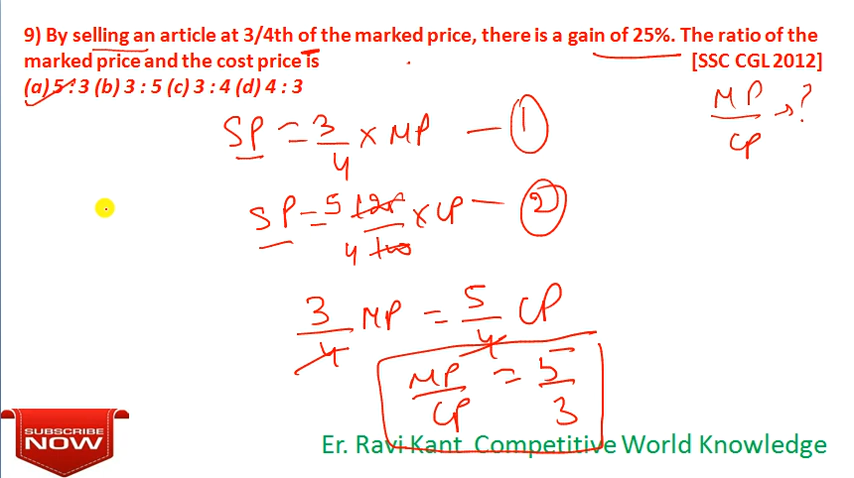 9) By selling an article at 3/4th of the marked price, there is a gain of 25%. The ratio of the
marked price and the cost price is [SSC CGL 2012]
(a) 5 : 3 (b) 3 : 5 (c) 3 : 4 (d) 4 : 3
MP/CP → ?
SP = 3/4 × MP — 1
SP = 5 125/4 100 × CP — 2
3/4 MP = 5/4 CP
MP/CP = 5/3
SUBSCRIBE
NOW
Er. Ravi Kant Competitive World Knowledge